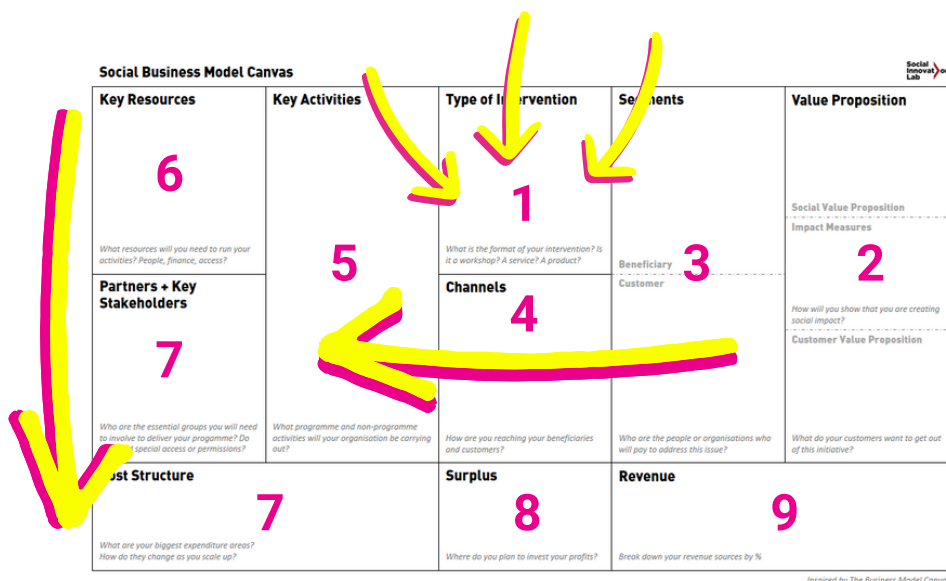 Social Business Model Canvas
Social
Innovat on
Lab
Key Resources
6
What resources will you need to run your
activities? People, finance, access?
Key Activities
5
What programme and non-programme
activities will your organisation be carrying
out?
Type of In ervention
1
What is the format of your intervention? Is
it a workshop? A service? A product?
Segments
Beneficiary
3
Customer
Who are the people or organisations who
will pay to address this issue?
Value Proposition
Social Value Proposition
Impact Measures
2
How will you show that you are creating
social impact?
Customer Value Proposition
What do your customers want to get out
of this initiative?
Partners + Key
Stakeholders
7
Who are the essential groups you will need
to involve to deliver your progamme? Do
special access or permissions?
Channels
4
How are you reaching your beneficiaries
and customers?
ost Structure
7
What are your biggest expenditure areas?
How do they change as you scale up?
Surplus
8
Where do you plan to invest your profits?
Revenue
9
Break down your revenue sources by %
Inspired by The Business Model Canva